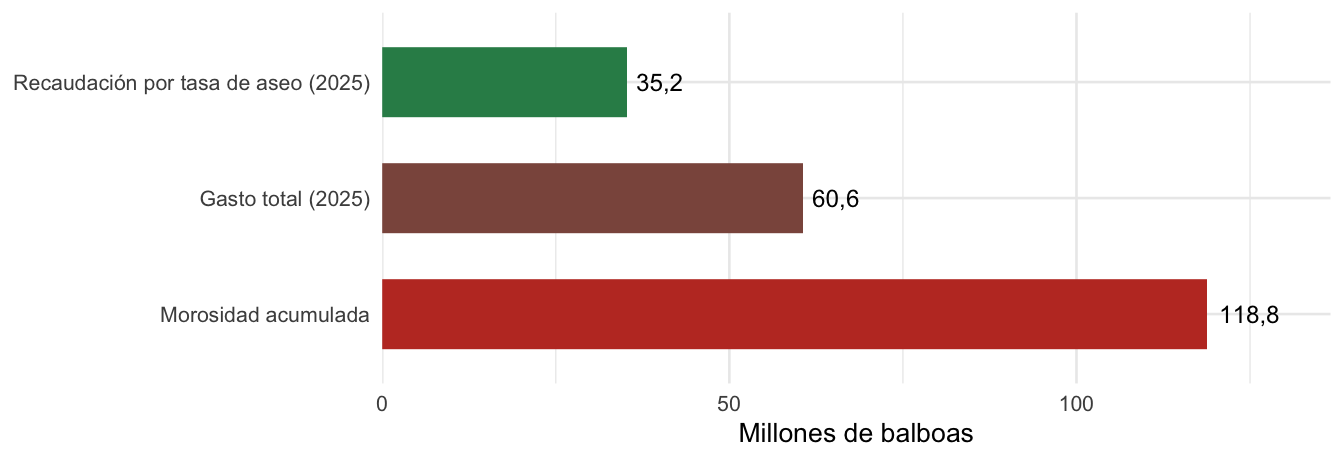 Recaudación por tasa de aseo (2025) 35,2
Gasto total (2025) 60,6
Morosidad acumulada 118,8
0 50 100
Millones de balboas